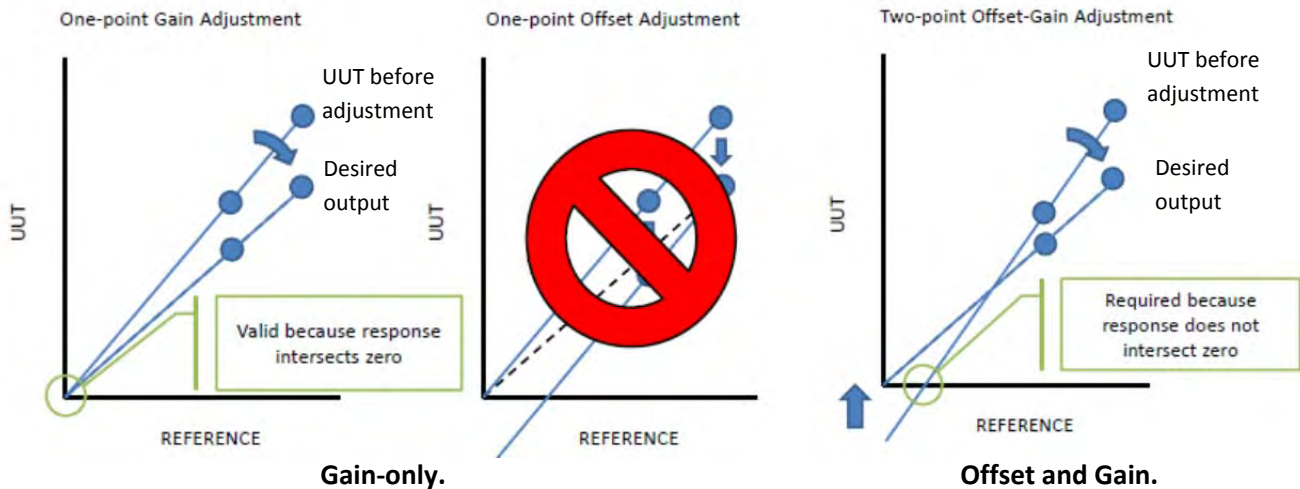 One-point Gain Adjustment
UUT before
adjustment
Desired
output
UUT
Valid because response
intersects zero
REFERENCE
One-point Offset Adjustment
UUT
REFERENCE
Gain-only.
Two-point Offset-Gain Adjustment
UUT before
adjustment
Desired
output
UUT
Required because
response does not
intersect zero
REFERENCE
Offset and Gain.